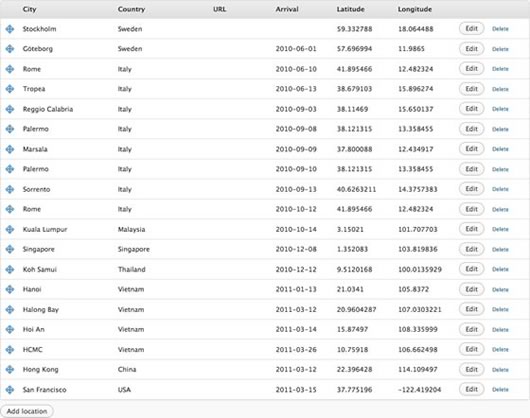 City Country URL Arrival Latitude Longitude
Stockholm Sweden 59.332788 18.064488 Edit Delete
Göteborg Sweden 2010-06-01 57.696994 11.9865 Edit Delete
Rome Italy 2010-06-10 41.895466 12.482324 Edit Delete
Tropea Italy 2010-06-13 38.679103 15.896274 Edit Delete
Reggio Calabria Italy 2010-09-03 38.11469 15.650137 Edit Delete
Palermo Italy 2010-09-08 38.121315 13.358455 Edit Delete
Marsala Italy 2010-09-09 37.800088 12.434917 Edit Delete
Palermo Italy 2010-09-10 38.121315 13.358455 Edit Delete
Sorrento Italy 2010-09-13 40.6263211 14.3757383 Edit Delete
Rome Italy 2010-10-12 41.895466 12.482324 Edit Delete
Kuala Lumpur Malaysia 2010-10-14 3.15021 101.707703 Edit Delete
Singapore Singapore 2010-12-08 1.352083 103.819836 Edit Delete
Koh Samui Thailand 2010-12-12 9.5120168 100.0135929 Edit Delete
Hanoi Vietnam 2011-01-13 21.0341 105.8372 Edit Delete
Halong Bay Vietnam 2011-03-12 20.9604287 107.0303221 Edit Delete
Hoi An Vietnam 2011-03-14 15.87497 108.335999 Edit Delete
HCMC Vietnam 2011-03-26 10.75918 106.662498 Edit Delete
Hong Kong China 2011-03-12 22.396428 114.109497 Edit Delete
San Francisco USA 2011-03-15 37.775196 -122.419204 Edit Delete
Add location